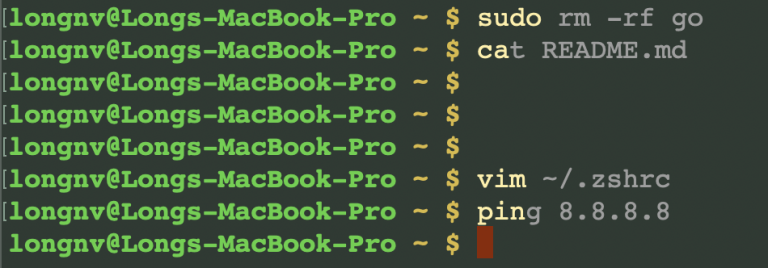 [longnv@Longs-MacBook-Pro ~ $ sudo rm -rf go
[longnv@Longs-MacBook-Pro ~ $ cat README.md
[longnv@Longs-MacBook-Pro ~ $
[longnv@Longs-MacBook-Pro ~ $
[longnv@Longs-MacBook-Pro ~ $
[longnv@Longs-MacBook-Pro ~ $ vim ~/.zshrc
[longnv@Longs-MacBook-Pro ~ $ ping 8.8.8.8
longnv@Longs-MacBook-Pro ~ $